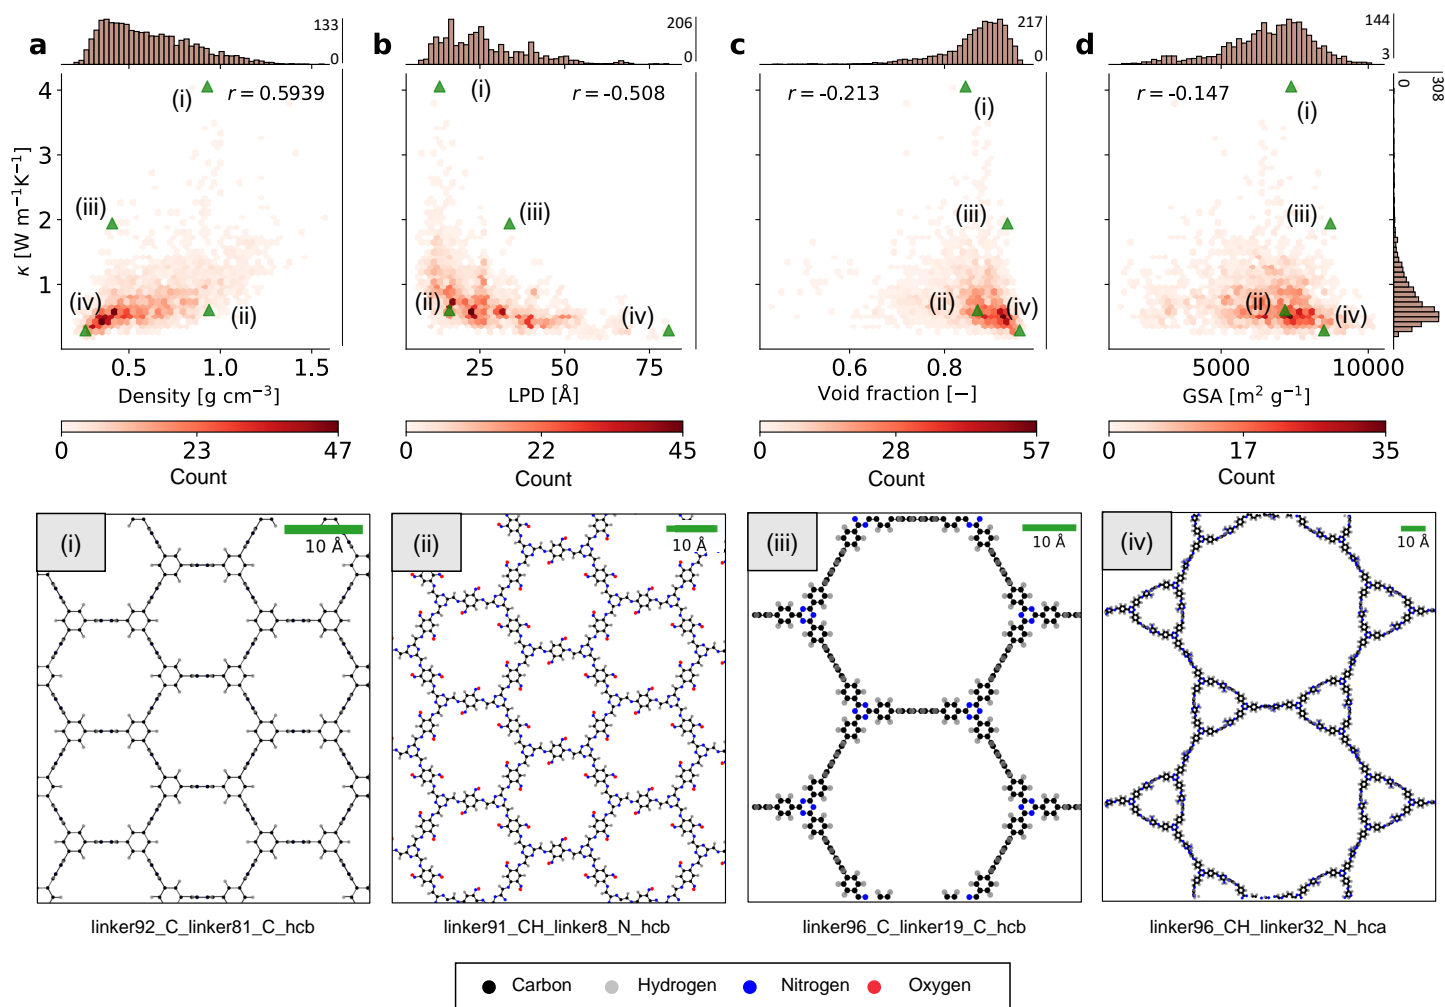 a
133
0
b
206
0
c
217
0
d
144
3
0
308
κ [W m⁻¹K⁻¹]
4
3
2
1
r = 0.5939
(i)
(iii)
(iv)
(ii)
0.5
1.0
1.5
Density [g cm⁻³]
r = -0.508
(i)
(iii)
(ii)
(iv)
25
50
75
LPD [Å]
r = -0.213
(i)
(iii)
(ii)
(iv)
0.4
0.6
0.8
Void fraction [−]
r = -0.147
(i)
(iii)
(ii)
(iv)
5000
10000
GSA [m² g⁻¹]
0
23
47
Count
0
22
45
Count
0
28
57
Count
0
17
35
Count
(i)
10 Å
(ii)
10 Å
(iii)
10 Å
(iv)
10 Å
linker92_C_linker81_C_hcb
linker91_CH_linker8_N_hcb
linker96_C_linker19_C_hcb
linker96_CH_linker32_N_hca
Carbon
Hydrogen
Nitrogen
Oxygen